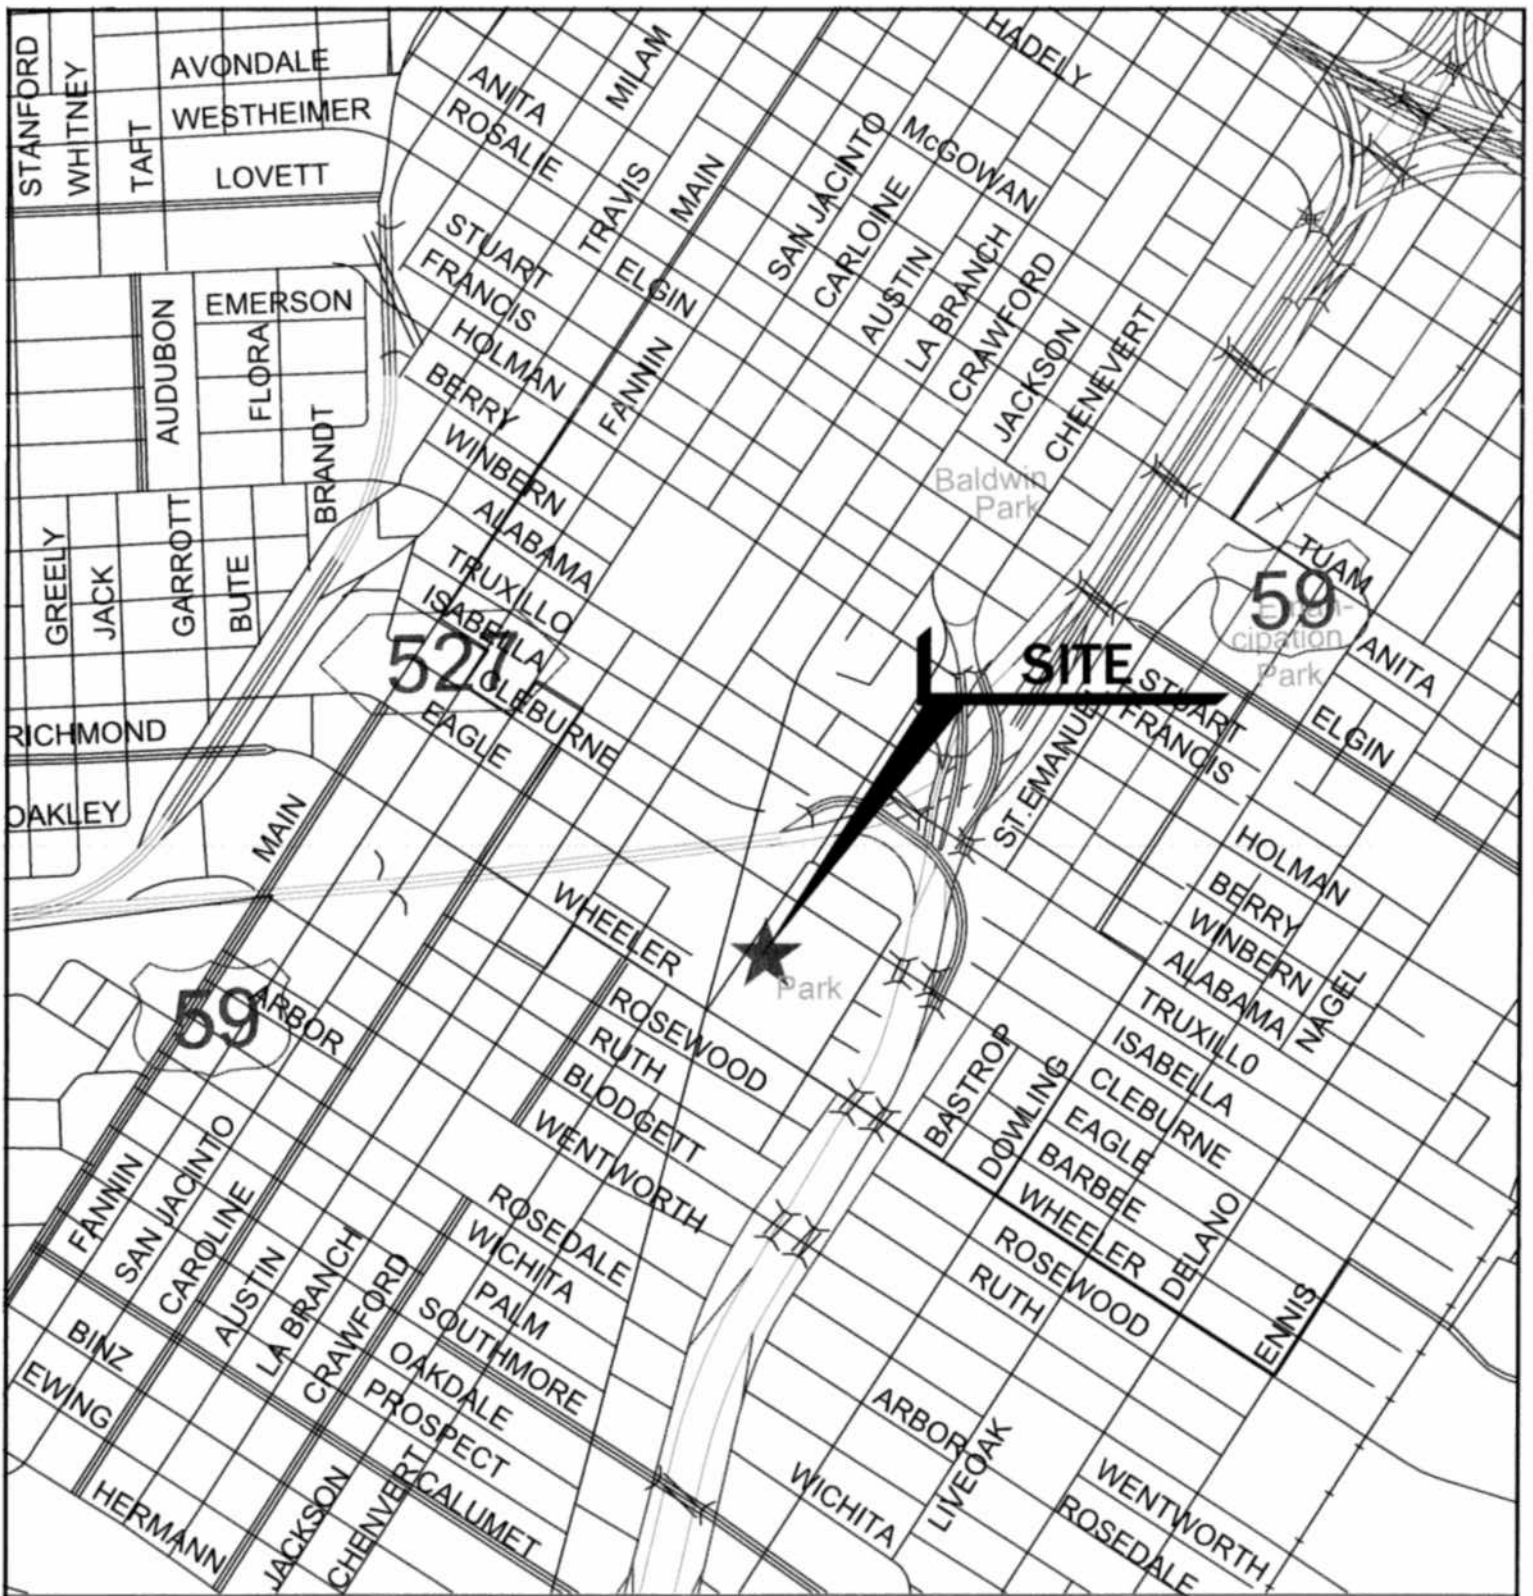 STANFORD
WHITNEY
TAFT
AVONDALE
WESTHEIMER
LOVETT
ANITA
ROSALIE
MILAM
HADELY
McGOWAN
SAN JACINTO
CARLOINE
AUSTIN
LA BRANCH
CRAWFORD
JACKSON
CHENEVERT
TRAVIS
MAIN
STUART
FRANCIS
ELGIN
HOLMAN
BERRY
FANNIN
WINBERN
ALABAMA
TRUXILLO
ISABELLA
CLEBURNE
EAGLE
AUDUBON
EMERSON
FLORA
BRANDT
GREELY
JACK
GARROTT
BUTE
527
RICHMOND
OAKLEY
MAIN
Baldwin
Park
TUAM
59
Eman-
cipation
Park
ANITA
ELGIN
SITE
STUART
FRANCIS
ST.EMANUEL
HOLMAN
BERRY
WINBERN
ALABAMA
NAGEL
TRUXILL0
ISABELLA
CLEBURNE
EAGLE
BARBEE
WHEELER
BASTROP
DOWLING
DELANO
ENNIS
ROSEWOOD
RUTH
WHEELER
Park
ROSEWOOD
RUTH
BLODGETT
WENTWORTH
59
ARBOR
FANNIN
SAN JACINTO
CAROLINE
AUSTIN
LA BRANCH
CRAWFORD
ROSEDALE
WICHITA
PALM
SOUTHMORE
OAKDALE
PROSPECT
CALUMET
BINZ
EWING
HERMANN
JACKSON
CHENVERT
ARBOR
LIVEOAK
WICHITA
WENTWORTH
ROSEDALE